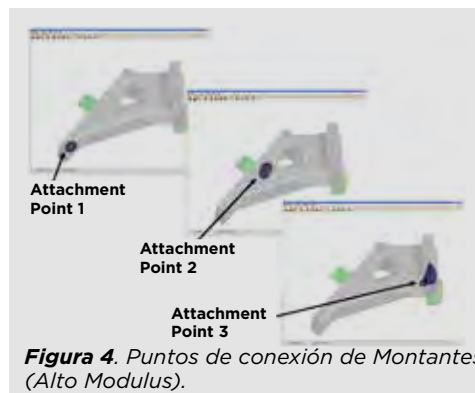 Attachment
Point 1
Attachment
Point 2
Attachment
Point 3
Figura 4. Puntos de conexión de Montantes
(Alto Modulus).